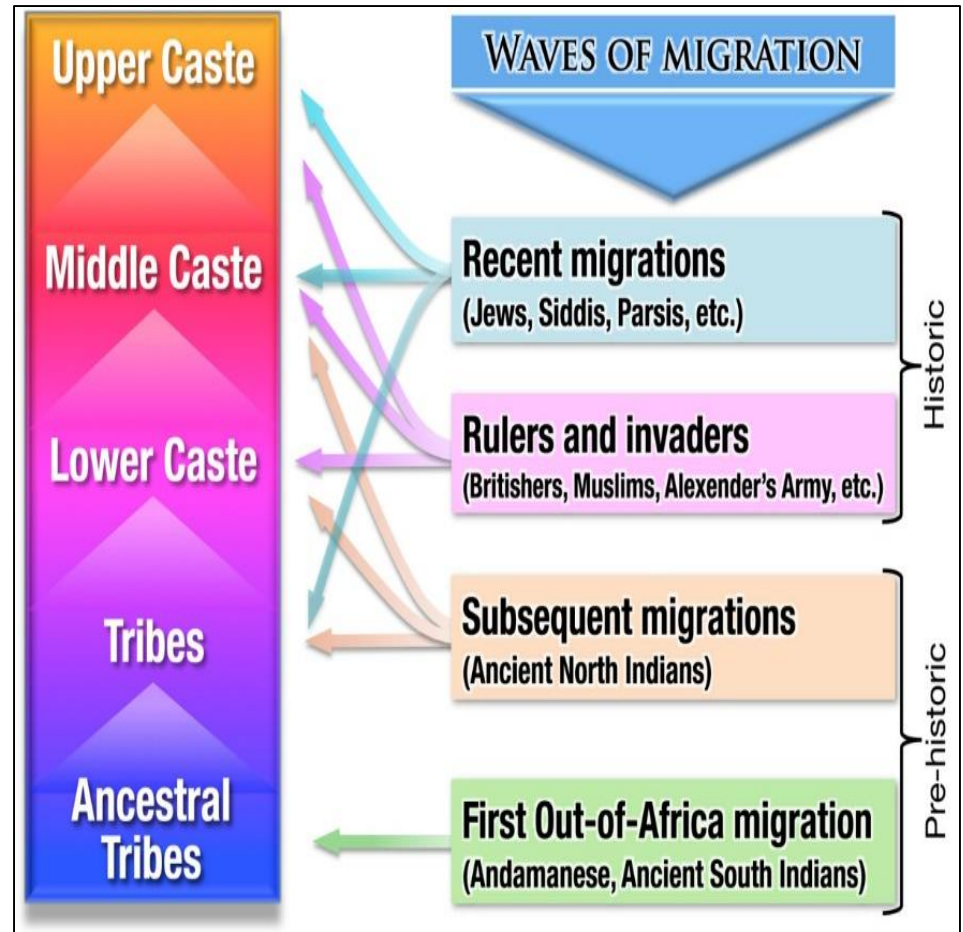 Upper Caste
Middle Caste
Lower Caste
Tribes
Ancestral
Tribes
WAVES OF MIGRATION
Recent migrations
(Jews, Siddis, Parsis, etc.)
Rulers and invaders
(Britishers, Muslims, Alexender's Army, etc.)
Historic
Subsequent migrations
(Ancient North Indians)
First Out-of-Africa migration
(Andamanese, Ancient South Indians)
Pre-historic